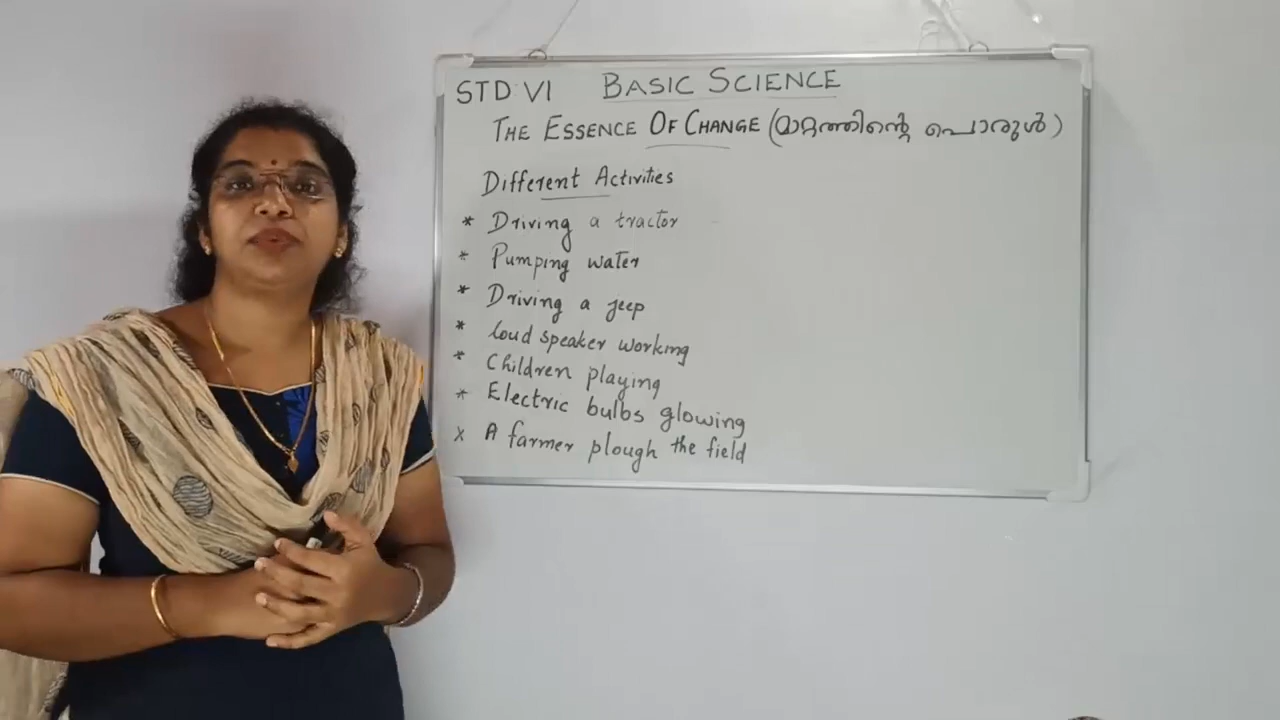 STD VI BASIC SCIENCE
THE ESSENCE OF CHANGE (മാറ്റത്തിന്റെ പൊരുൾ)
Different Activities
* Driving a tractor
* Pumping water
* Driving a jeep
* loud speaker working
* Children playing
* Electric bulbs glowing
x A farmer plough the field